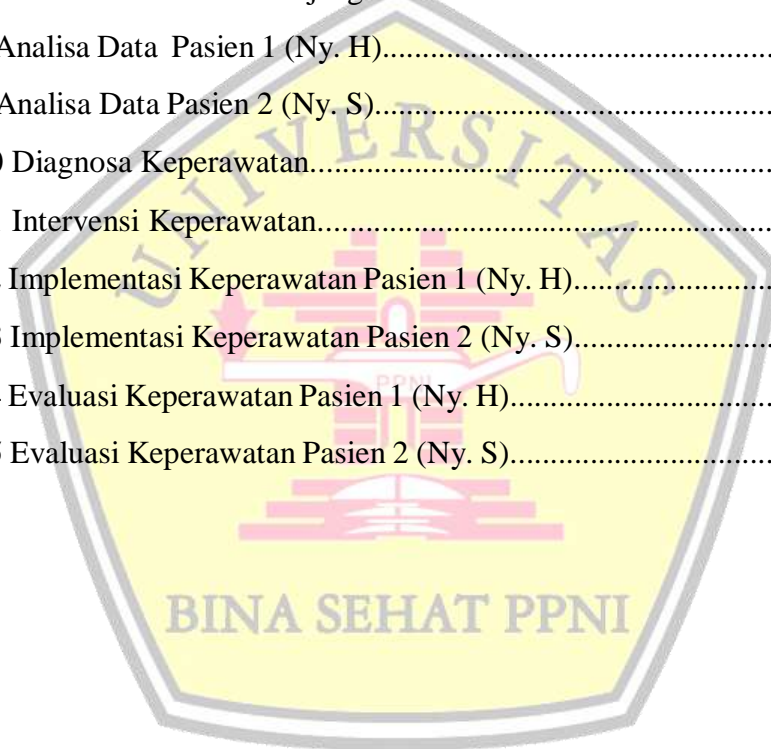 Analisa Data Pasien 1 (Ny. H)...............................................
Analisa Data Pasien 2 (Ny. S)................................................
0 Diagnosa Keperawatan........................................................
Intervensi Keperawatan.......................................................
Implementasi Keperawatan Pasien 1 (Ny. H).......................
Implementasi Keperawatan Pasien 2 (Ny. S).......................
Evaluasi Keperawatan Pasien 1 (Ny. H)...............................
Evaluasi Keperawatan Pasien 2 (Ny. S)...............................
UNIVERSITAS
PPNI
BINA SEHAT PPNI